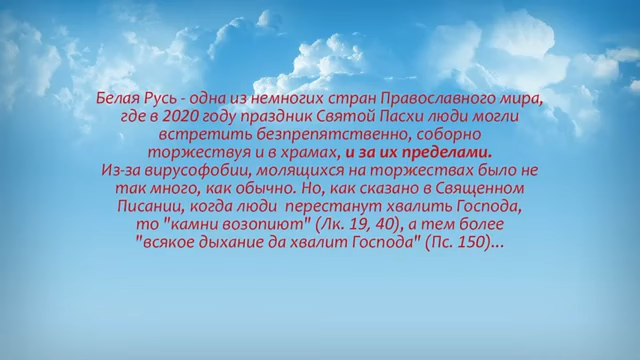 Белая Русь - одна из немногих стран Православного мира,
где в 2020 году праздник Святой Пасхи люди могли
встретить безпрепятственно, соборно
торжествуя и в храмах, и за их пределами.
Из-за вирусофобии, молящихся на торжествах было не
так много, как обычно. Но, как сказано в Священном
Писании, когда люди перестанут хвалить Господа,
то "камни возопиют" (Лк. 19, 40), а тем более
"всякое дыхание да хвалит Господа" (Пс. 150)...